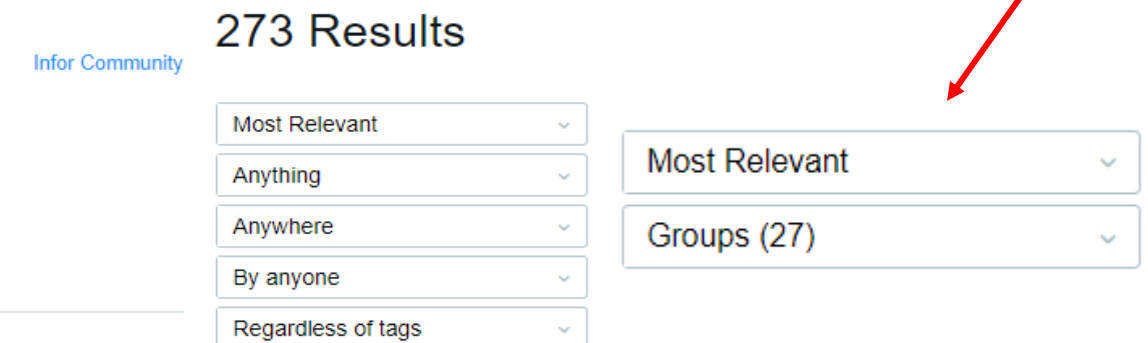 273 Results
Infor Community
Most Relevant
Anything
Anywhere
By anyone
Regardless of tags
Most Relevant
Groups (27)